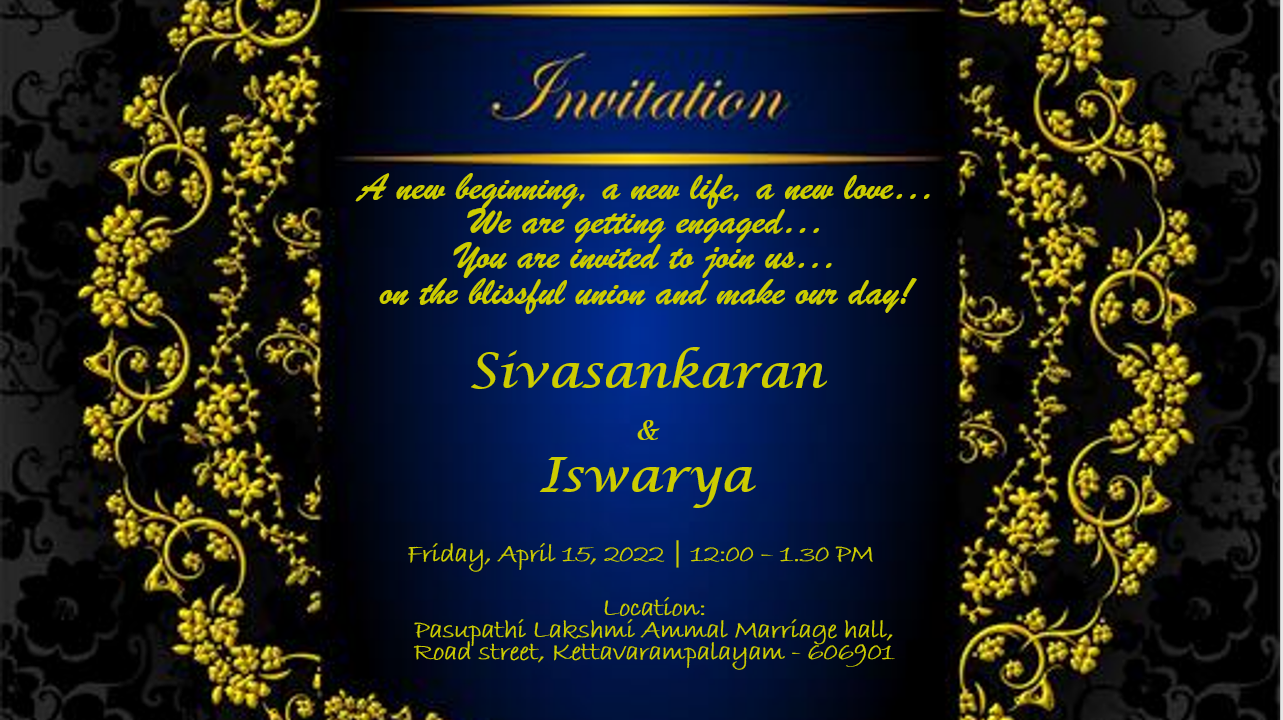 Invitation
A new beginning, a new life, a new love...
We are getting engaged...
You are invited to join us...
on the blissful union and make our day!
Sivasankaran
&
Iswarya
Friday, April 15, 2022 | 12:00 – 1.30 PM
Location:
Pasupathi Lakshmi Ammal Marriage hall,
Road street, Kettavarampalayam - 606901